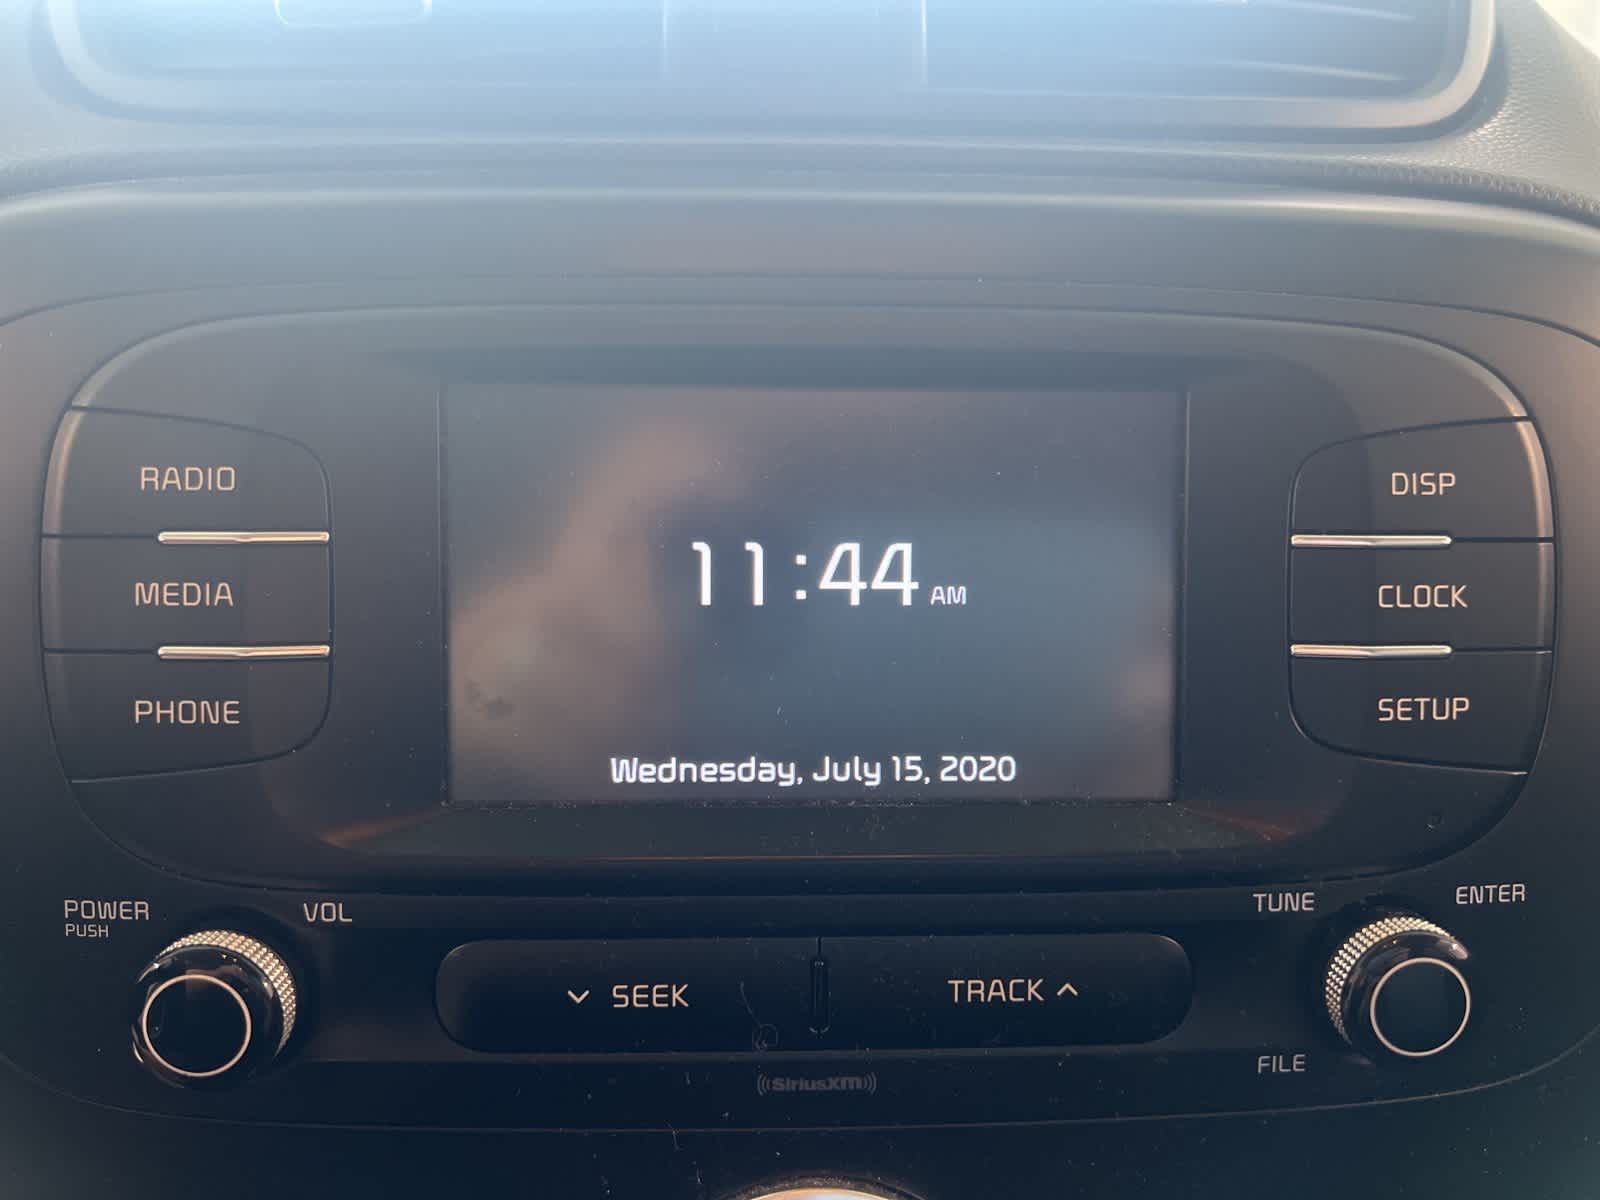 RADIO
MEDIA
PHONE
11:44 AM
Wednesday, July 15, 2020
DISP
CLOCK
SETUP
POWER
PUSH
VOL
SEEK
TRACK
TUNE
ENTER
FILE
SiriusXM